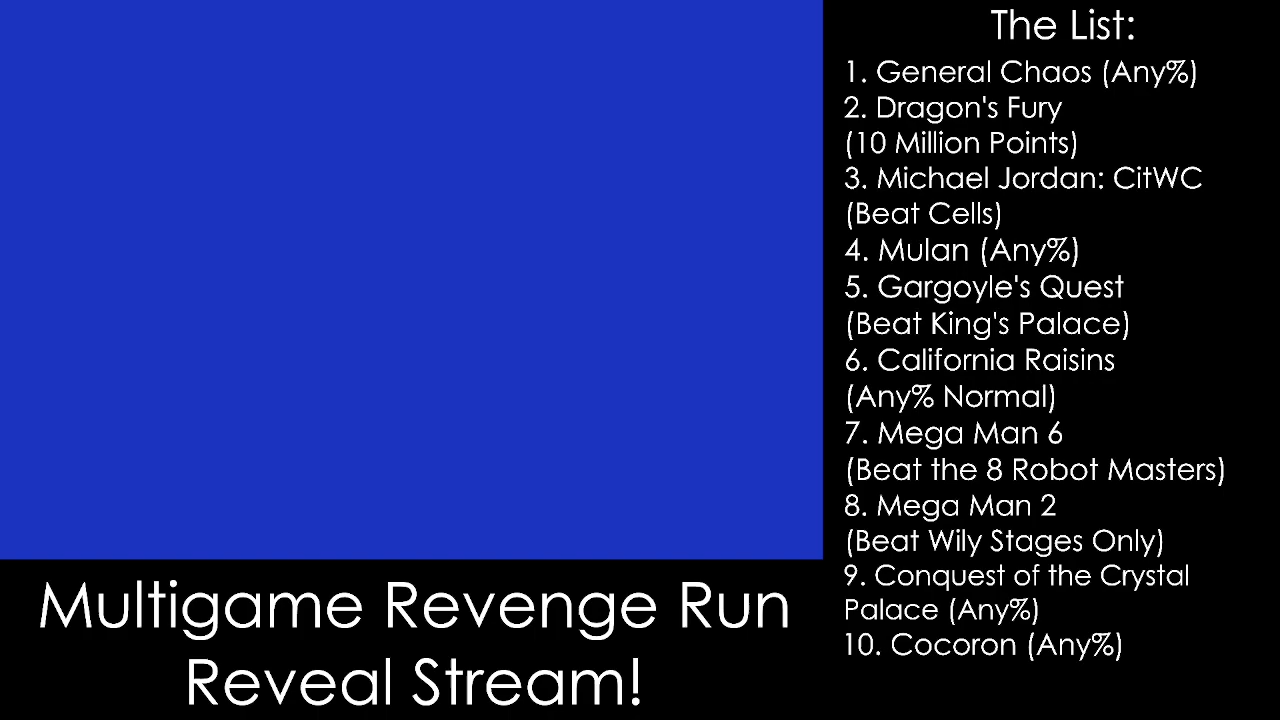 The List:
1. General Chaos (Any%)
2. Dragon's Fury
(10 Million Points)
3. Michael Jordan: CitWC
(Beat Cells)
4. Mulan (Any%)
5. Gargoyle's Quest
(Beat King's Palace)
6. California Raisins
(Any% Normal)
7. Mega Man 6
(Beat the 8 Robot Masters)
8. Mega Man 2
(Beat Wily Stages Only)
9. Conquest of the Crystal
Palace (Any%)
10. Cocoron (Any%)
Multigame Revenge Run
Reveal Stream!